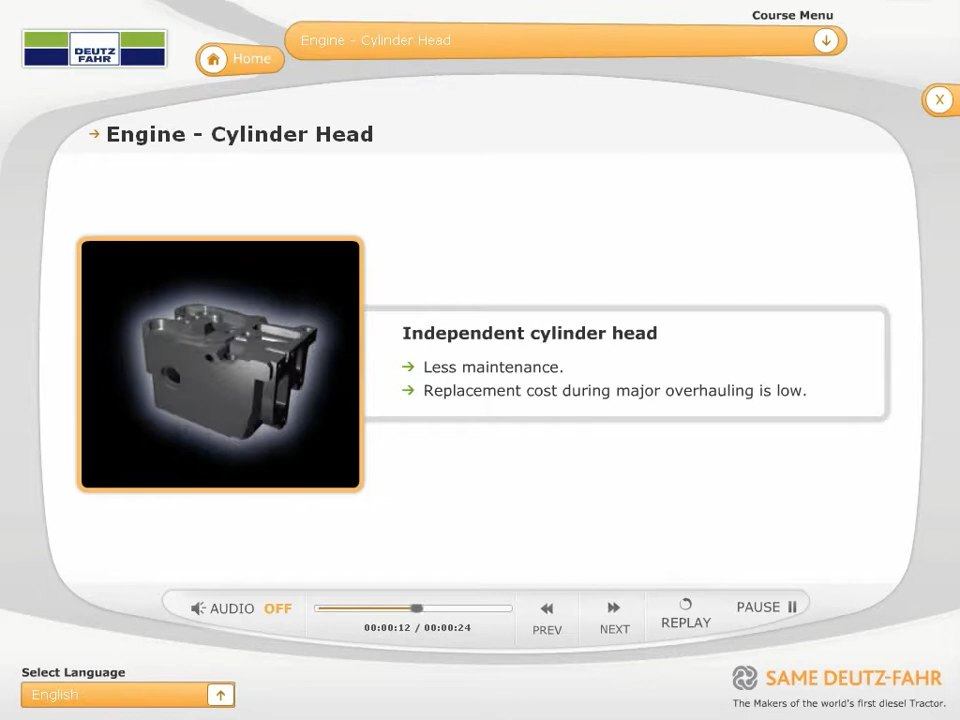 Course Menu
DEUTZ
FAHR
Home
Engine - Cylinder Head
X
Engine - Cylinder Head
Independent cylinder head
Less maintenance.
Replacement cost during major overhauling is low.
AUDIO OFF
00:00:12 / 00:00:24
PREV
NEXT
REPLAY
PAUSE
Select Language
English
SAME DEUTZ-FAHR
The Makers of the world's first diesel Tractor.